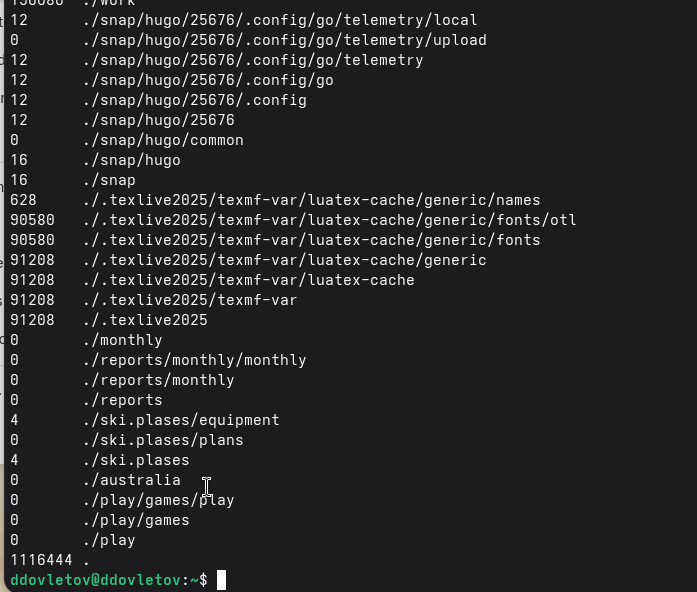 12 ./snap/hugo/25676/.config/go/telemetry/local
0 ./snap/hugo/25676/.config/go/telemetry/upload
12 ./snap/hugo/25676/.config/go/telemetry
12 ./snap/hugo/25676/.config/go
12 ./snap/hugo/25676/.config
12 ./snap/hugo/25676
0 ./snap/hugo/common
16 ./snap/hugo
16 ./snap
628 ./.texlive2025/texmf-var/luatex-cache/generic/names
90580 ./.texlive2025/texmf-var/luatex-cache/generic/fonts/otl
90580 ./.texlive2025/texmf-var/luatex-cache/generic/fonts
91208 ./.texlive2025/texmf-var/luatex-cache/generic
91208 ./.texlive2025/texmf-var/luatex-cache
91208 ./.texlive2025/texmf-var
91208 ./.texlive2025
0 ./monthly
0 ./reports/monthly/monthly
0 ./reports/monthly
0 ./reports
4 ./ski.plases/equipment
0 ./ski.plases/plans
4 ./ski.plases
0 ./australia
0 ./play/games/play
0 ./play/games
0 ./play
1116444 .
ddovletov@ddovletov:~$